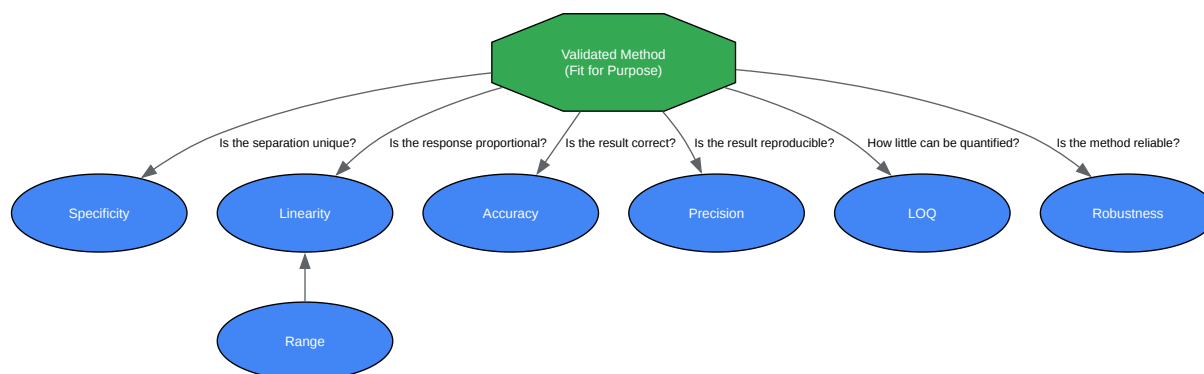 Validated Method
(Fit for Purpose)
Is the separation unique?
Is the response proportional?
Is the result correct?
Is the result reproducible?
How little can be quantified?
Is the method reliable?
Specificity
Linearity
Accuracy
Precision
LOQ
Robustness
Range